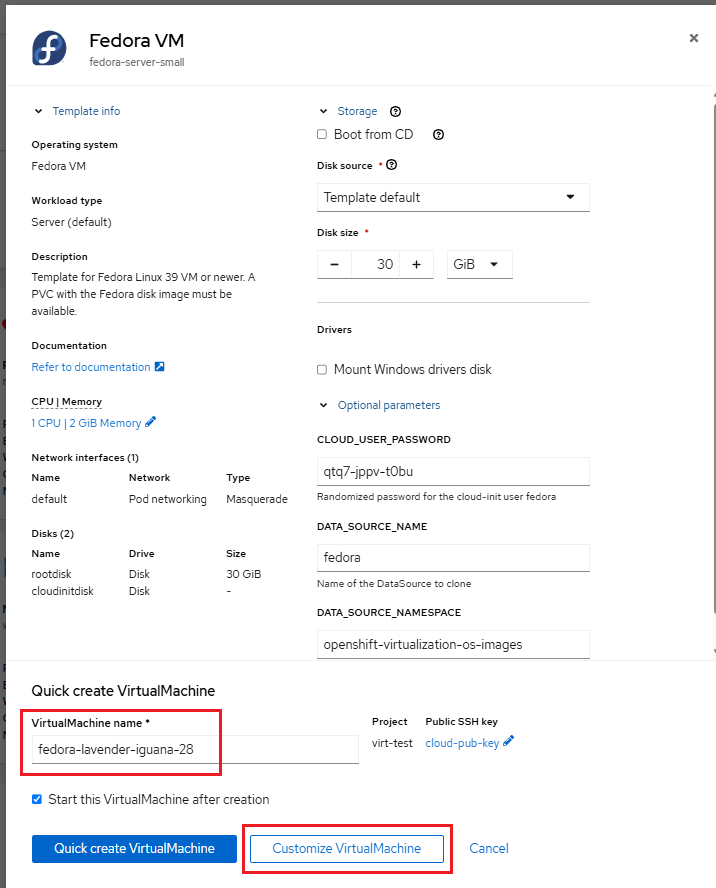 Fedora VM
fedora-server-small
Template info
Operating system
Fedora VM
Workload type
Server (default)
Description
Template for Fedora Linux 39 VM or newer. A
PVC with the Fedora disk image must be
available.
Documentation
Refer to documentation
CPU | Memory
1 CPU | 2 GiB Memory
Network interfaces (1)
Name Network Type
default Pod networking Masquerade
Disks (2)
Name Drive Size
rootdisk Disk 30 GiB
cloudinitdisk Disk -
Storage
Boot from CD
Disk source *
Template default
Disk size *
− 30 + GiB
Drivers
Mount Windows drivers disk
Optional parameters
CLOUD_USER_PASSWORD
qtq7-jppv-t0bu
Randomized password for the cloud-init user fedora
DATA_SOURCE_NAME
fedora
Name of the DataSource to clone
DATA_SOURCE_NAMESPACE
openshift-virtualization-os-images
Quick create VirtualMachine
VirtualMachine name *
fedora-lavender-iguana-28
Project Public SSH key
virt-test cloud-pub-key
Start this VirtualMachine after creation
Quick create VirtualMachine Customize VirtualMachine Cancel